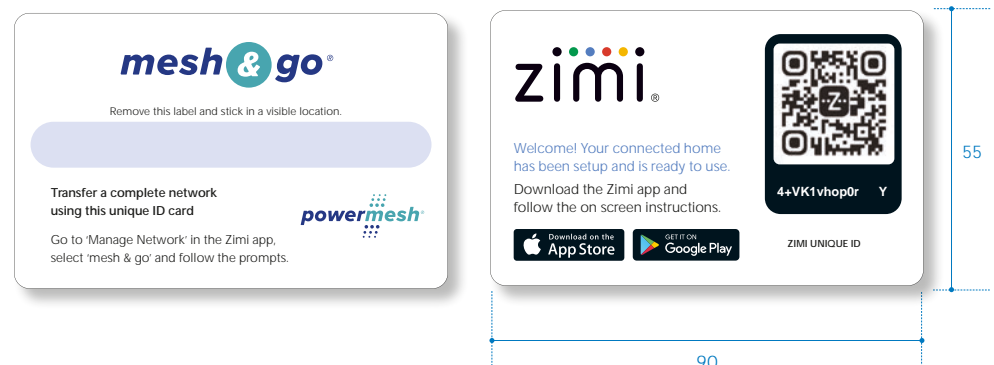 mesh & go ®
Remove this label and stick in a visible location.
Transfer a complete network
using this unique ID card
powermesh®
Go to ‘Manage Network’ in the Zimi app,
select ‘mesh & go’ and follow the prompts.
zimi®
Welcome! Your connected home
has been setup and is ready to use.
Download the Zimi app and
follow the on screen instructions.
Download on the
App Store
GET IT ON
Google Play
Z
4+VK1vhop0r Y
ZIMI UNIQUE ID
55
90